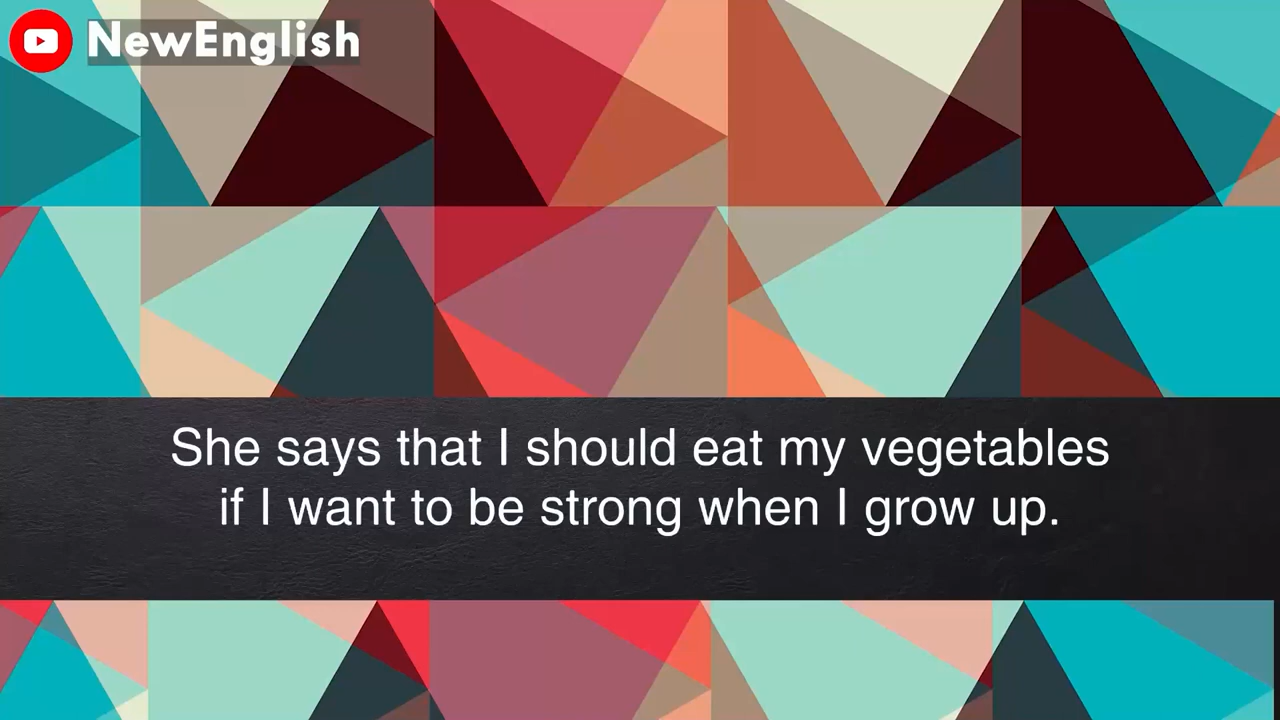 NewEnglish
She says that I should eat my vegetables
if I want to be strong when I grow up.